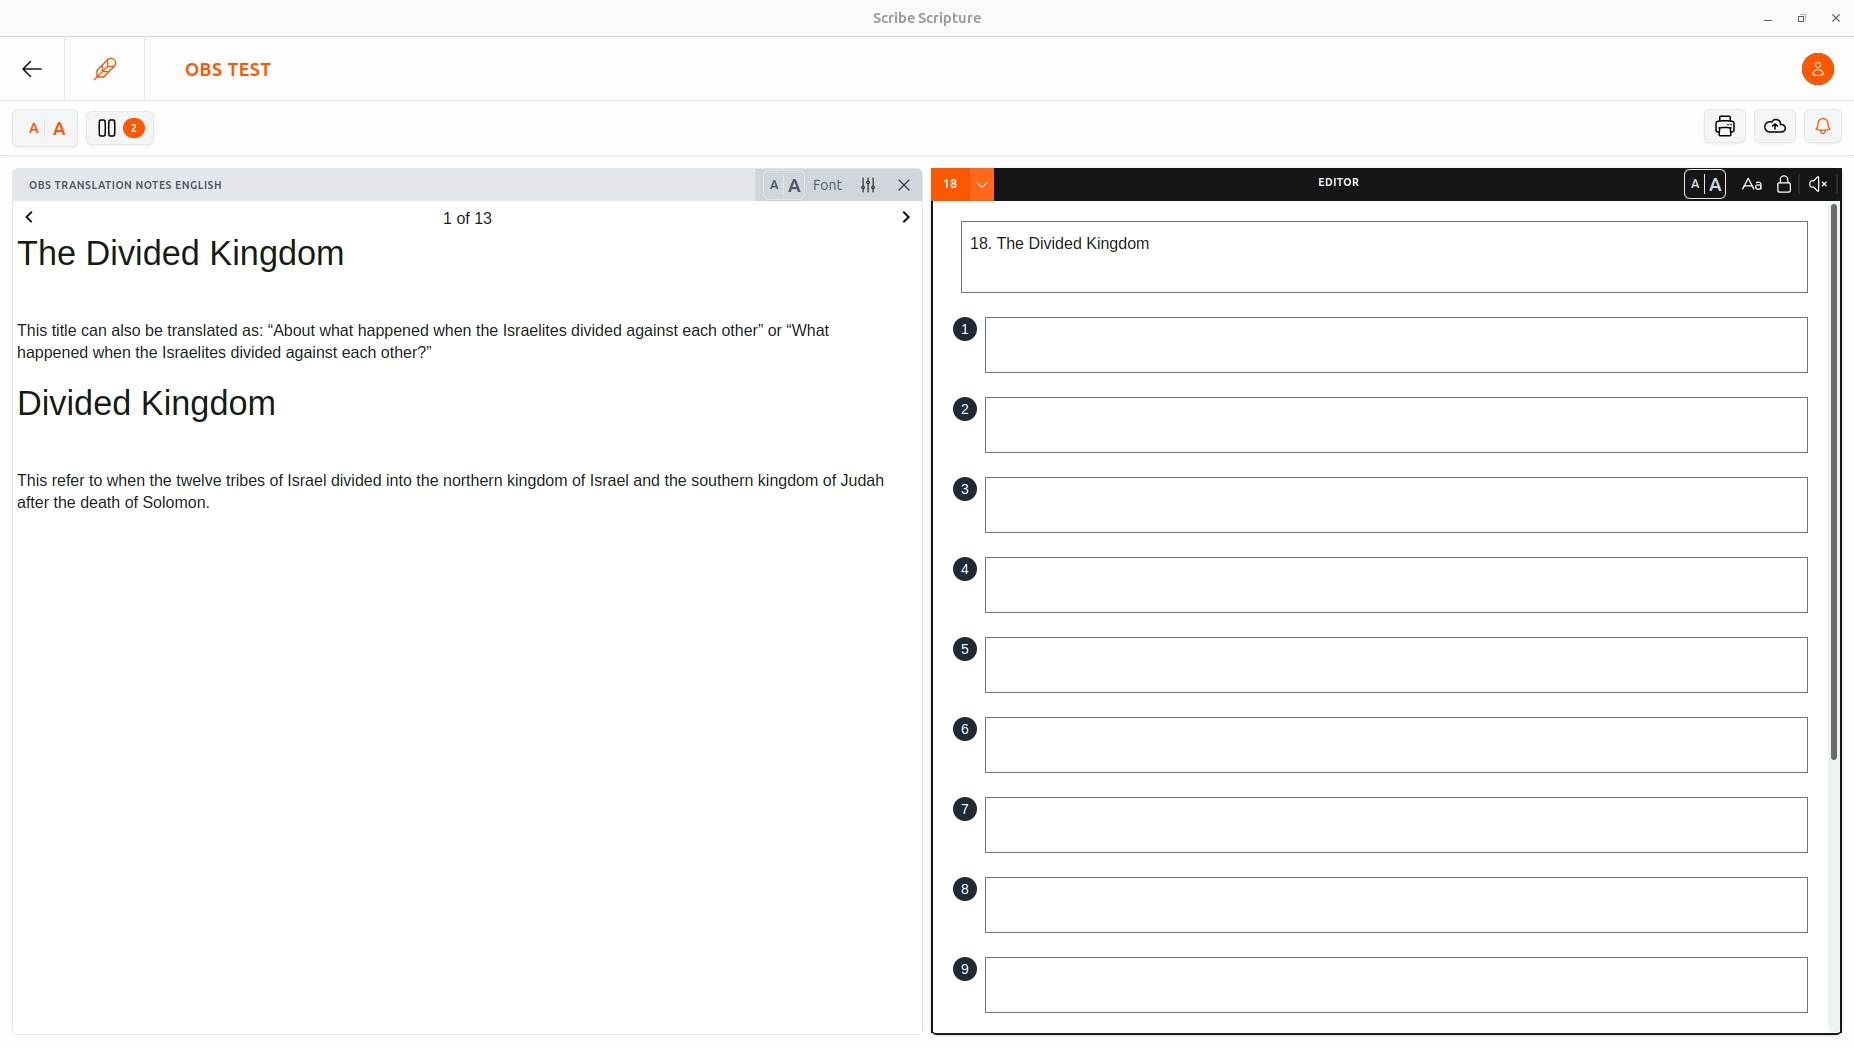 Scribe Scripture
OBS TEST
A A
2
OBS TRANSLATION NOTES ENGLISH
A A Font
1 of 13
The Divided Kingdom
This title can also be translated as: “About what happened when the Israelites divided against each other” or “What
happened when the Israelites divided against each other?”
Divided Kingdom
This refer to when the twelve tribes of Israel divided into the northern kingdom of Israel and the southern kingdom of Judah
after the death of Solomon.
18
EDITOR
A A Aa
18. The Divided Kingdom
1
2
3
4
5
6
7
8
9